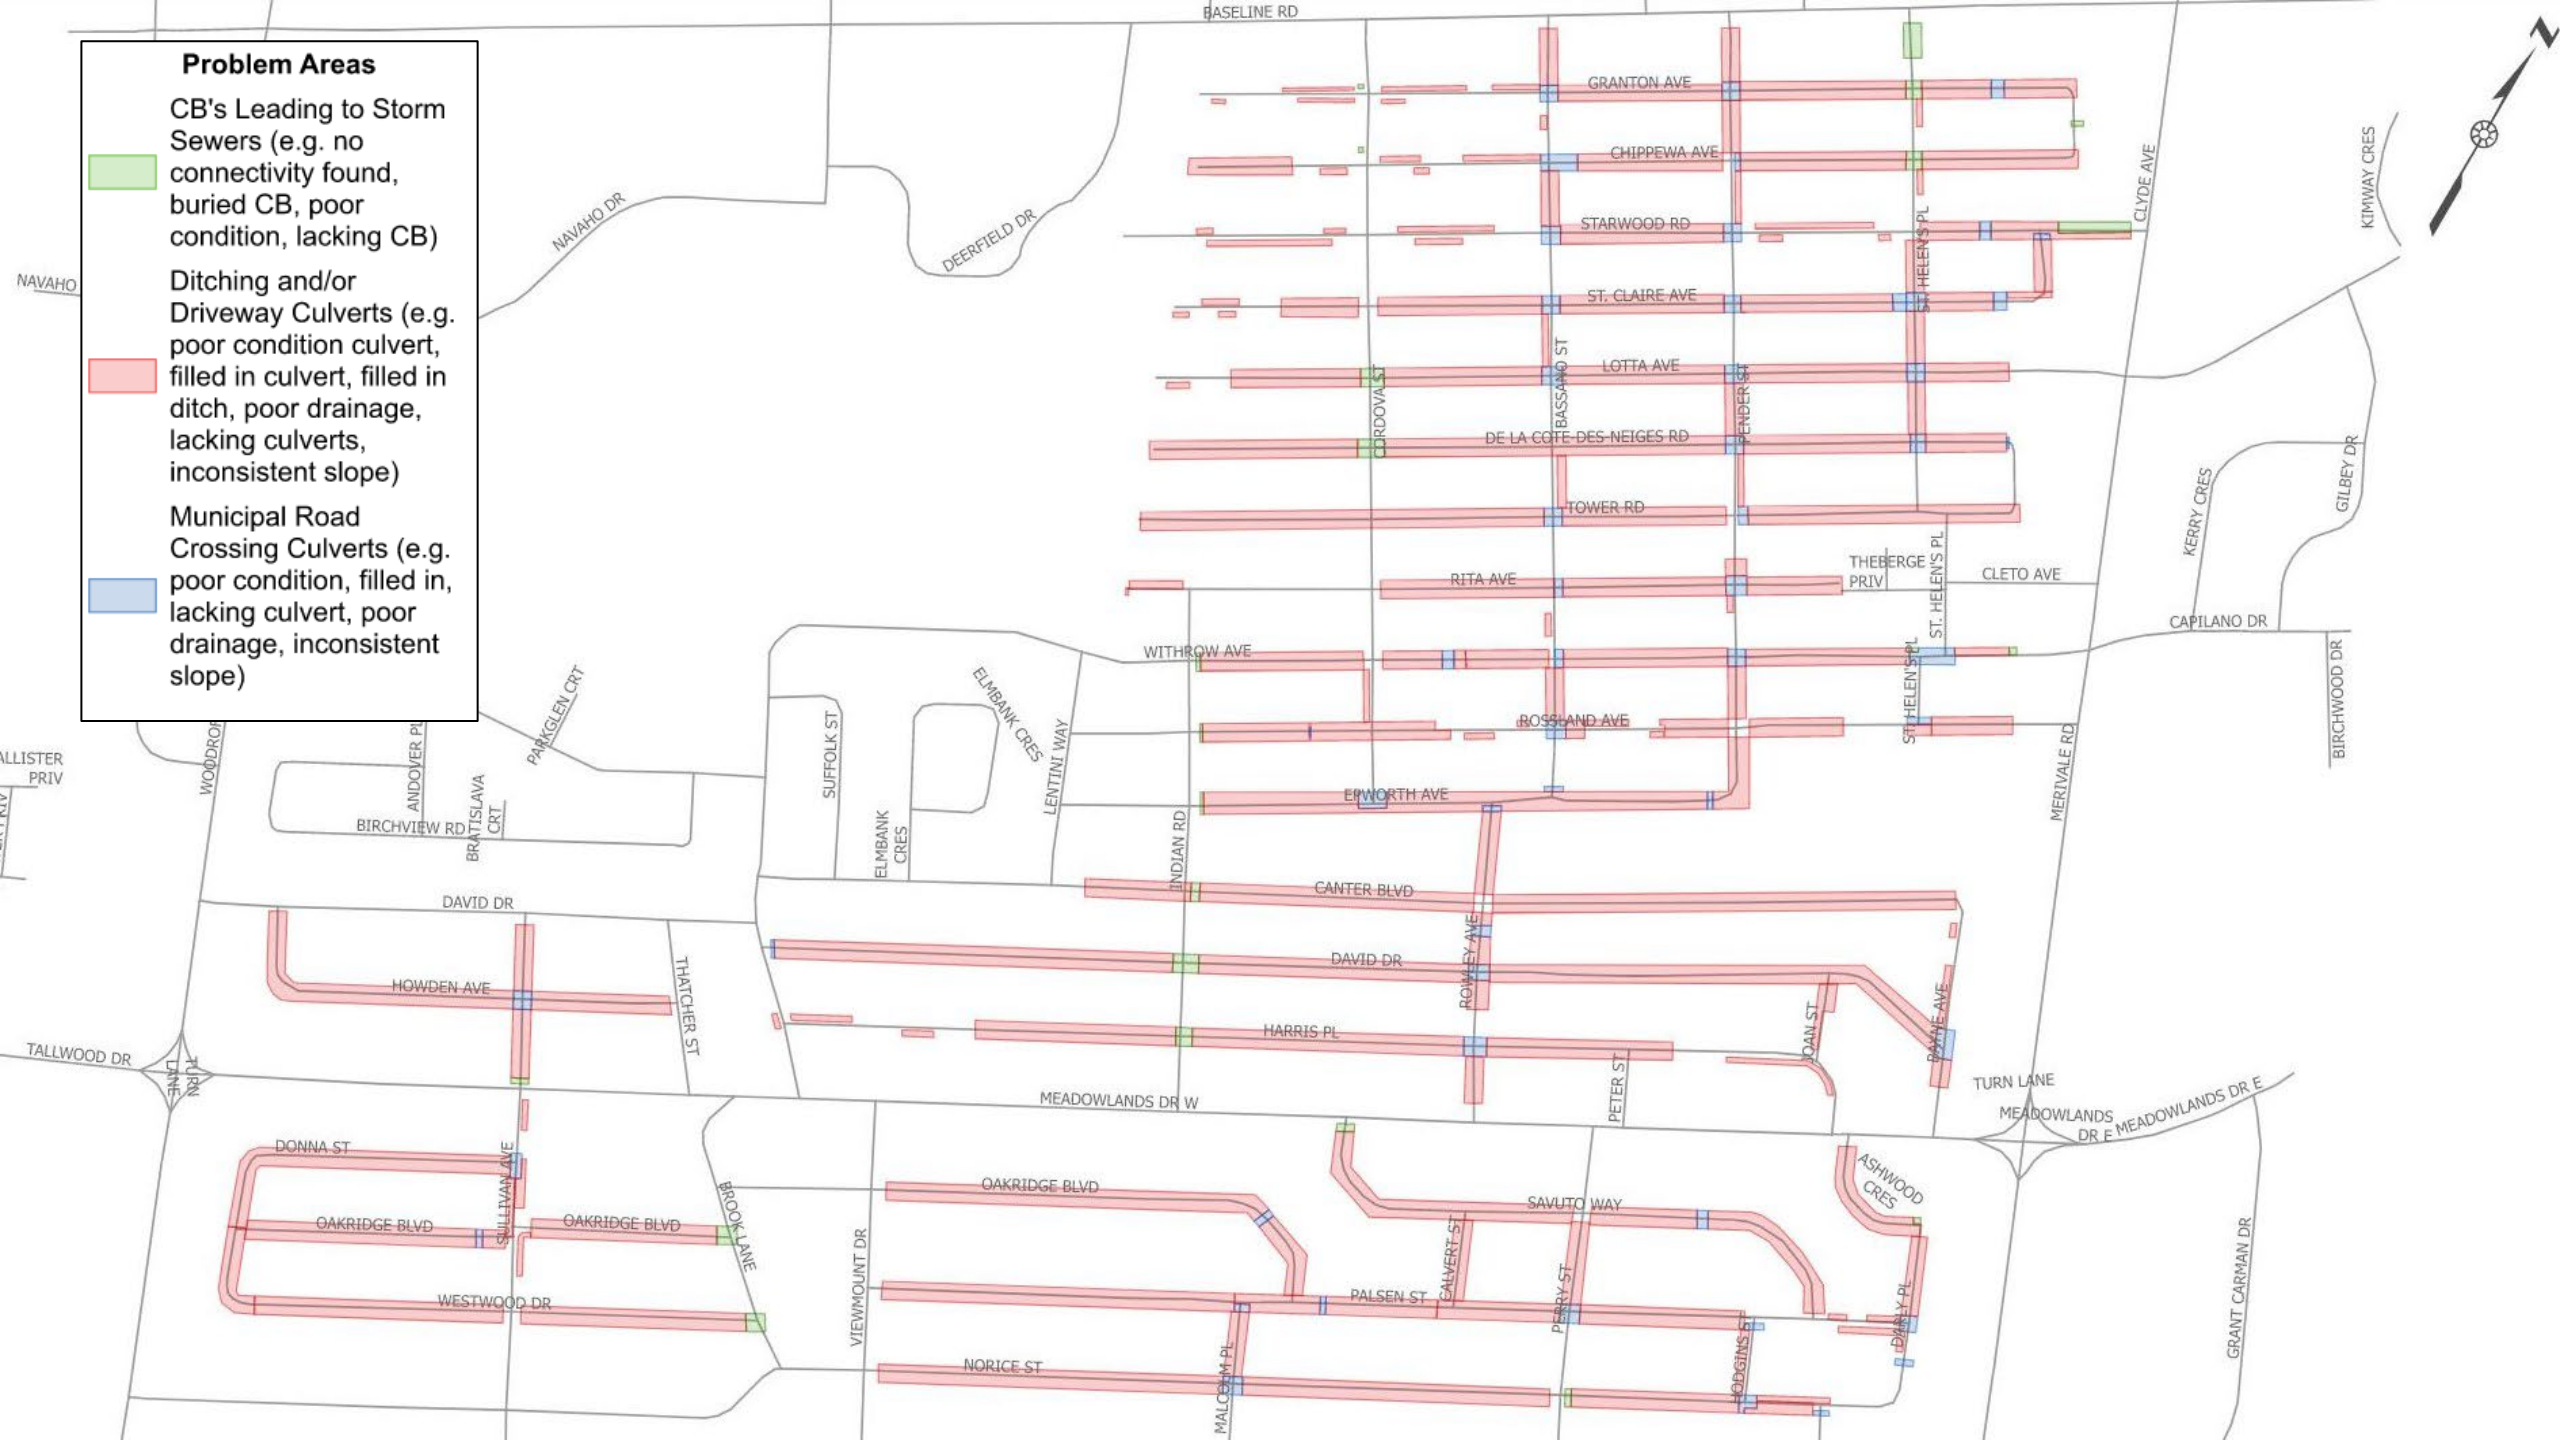 BASELINE RD
N
Problem Areas
CB's Leading to Storm
Sewers (e.g. no
connectivity found,
buried CB, poor
condition, lacking CB)
Ditching and/or
Driveway Culverts (e.g.
poor condition culvert,
filled in culvert, filled in
ditch, poor drainage,
lacking culverts,
inconsistent slope)
Municipal Road
Crossing Culverts (e.g.
poor condition, filled in,
lacking culvert, poor
drainage, inconsistent
slope)
GRANTON AVE
CHIPPEWA AVE
CLYDE AVE
KIMWAY CRES
NAVAHO DR
DEERFIELD DR
STARWOOD RD
ST. HELEN'S PL
NAVAHO
ST. CLAIRE AVE
LOTTA AVE
CORDOVA ST
BASSANO ST
PENDER ST
DE LA COTE-DES-NEIGES RD
GILBEY DR
KERRY CRES
TOWER RD
RITA AVE
THEBERGE
PRIV
ST. HELEN'S PL
CLETO AVE
CAPILANO DR
BIRCHWOOD DR
WITHROW AVE
ST. HELEN'S PL
ELMBANK CRES
PARKGLEN CRT
ROSSLAND AVE
SUFFOLK ST
LENTINI WAY
ANDOVER PL
ALLISTER
PRIV
MERIVALE RD
EPWORTH AVE
BIRCHVIEW RD
BRATISLAVA
CRT
ELMBANK
CRES
INDIAN RD
CANTER BLVD
DAVID DR
ROWLEY AVE
DAVID DR
HOWDEN AVE
THATCHER ST
HARRIS PL
JOAN ST
PAYNE AVE
TALLWOOD DR
TURN
LANE
PETER ST
MEADOWLANDS DR W
TURN LANE
MEADOWLANDS
DR E
MEADOWLANDS DR E
DONNA ST
SULLIVAN AVE
BROOK LANE
OAKRIDGE BLVD
OAKRIDGE BLVD
OAKRIDGE BLVD
SAVUTO WAY
ASHWOOD
CRES
CALVERT ST
PERRY ST
VIEWMOUNT DR
WESTWOOD DR
PALSEN ST
DARLY PL
GRANT CARMAN DR
NORICE ST
MALCOLM PL